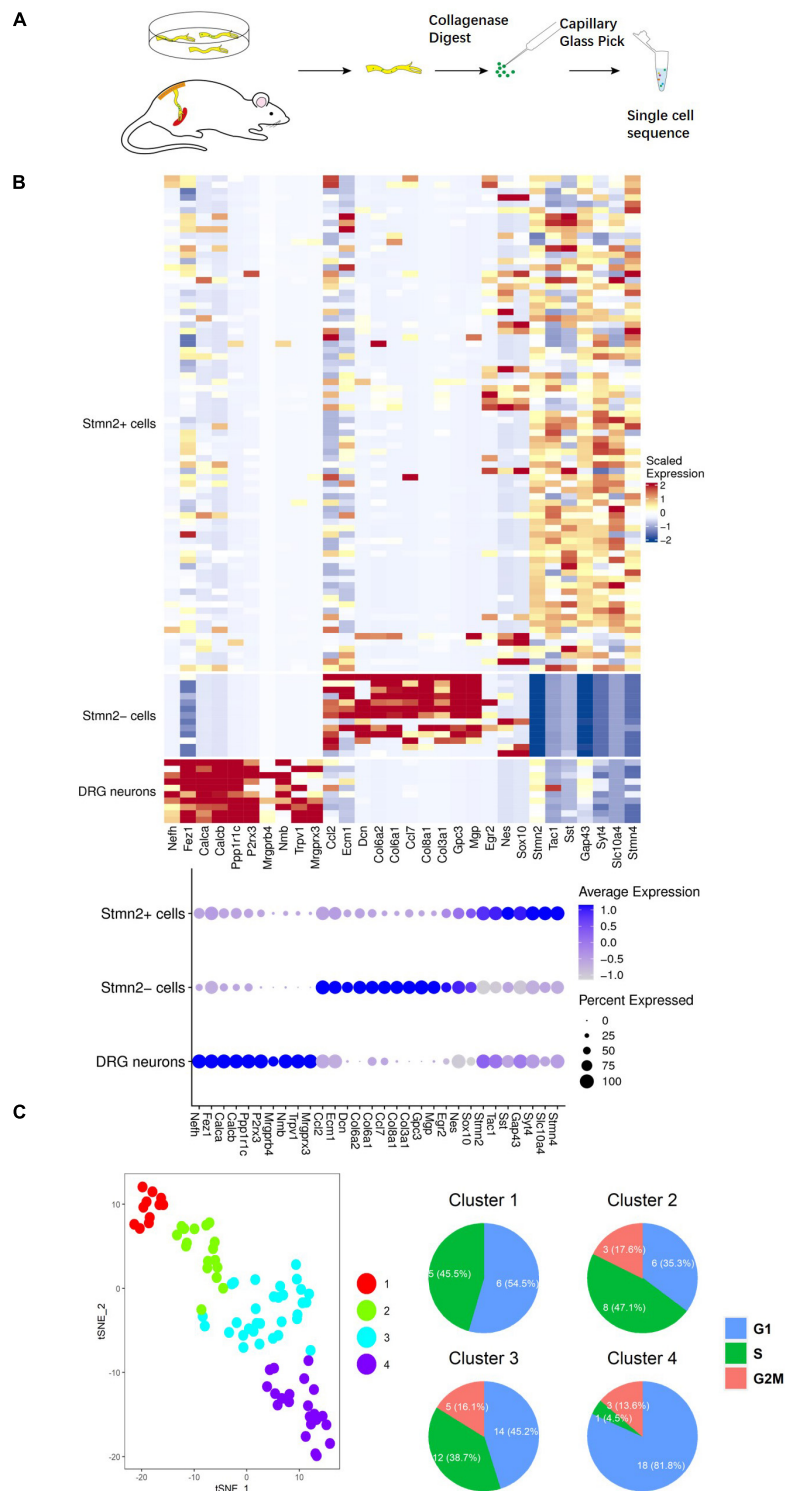 A
Collagenase
Digest
Capillary
Glass Pick
Single cell
sequence
B
Stmn2+ cells
Stmn2− cells
DRG neurons
Scaled
Expression
2
1
0
−1
−2
Nefh
Fez1
Calca
Calcb
Ppp1r1c
P2rx3
Mrgprb4
Nmb
Trpv1
Mrgprx3
Ccl2
Ecm1
Dcn
Col6a2
Col6a1
Ccl7
Col8a1
Col3a1
Gpc3
Mgp
Egr2
Nes
Sox10
Stmn2
Tac1
Sst
Gap43
Syt4
Slc10a4
Stmn4
Stmn2+ cells
Stmn2− cells
DRG neurons
Average Expression
1.0
0.5
0.0
−0.5
−1.0
Percent Expressed
0
25
50
75
100
Nefh
Fez1
Calca
Calcb
Ppp1r1c
P2rx3
Mrgprb4
Nmb
Trpv1
Mrgprx3
Ccl2
Ecm1
Dcn
Col6a2
Col6a1
Ccl7
Col8a1
Col3a1
Gpc3
Mgp
Egr2
Nes
Sox10
Stmn2
Tac1
Sst
Gap43
Syt4
Slc10a4
Stmn4
C
tSNE_2
10
0
-10
-20
-20
-10
0
10
tSNE_1
1
2
3
4
Cluster 1
5 (45.5%)
6 (54.5%)
Cluster 2
3 (17.6%)
6 (35.3%)
8 (47.1%)
Cluster 3
5 (16.1%)
14 (45.2%)
12 (38.7%)
Cluster 4
3 (13.6%)
1 (4.5%)
18 (81.8%)
G1
S
G2M